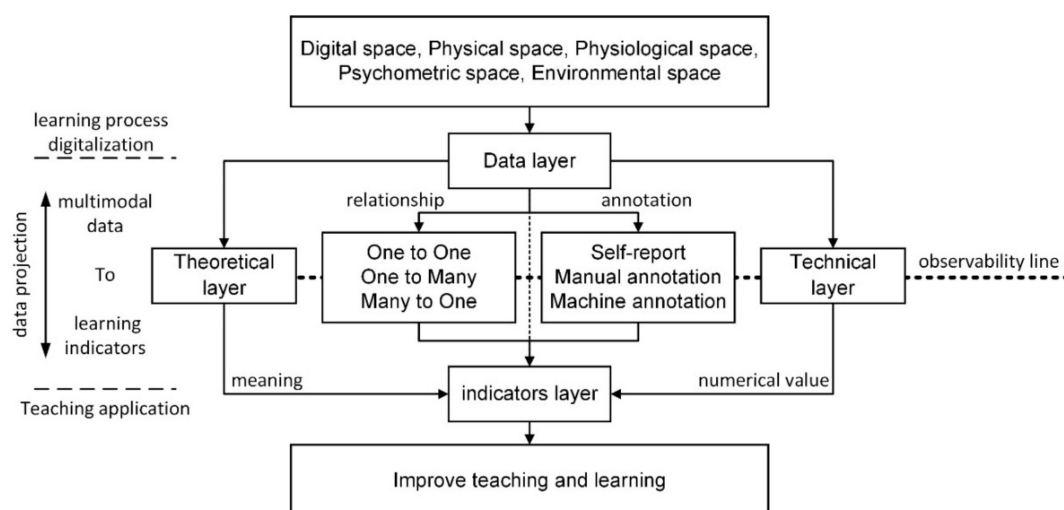 Digital space, Physical space, Physiological space,
Psychometric space, Environmental space
learning process
digitalization
Data layer
multimodal
data
relationship
annotation
data projection
To
Theoretical
layer
One to One
One to Many
Many to One
Self-report
Manual annotation
Machine annotation
Technical
layer
observability line
learning
indicators
meaning
numerical value
indicators layer
Teaching application
Improve teaching and learning